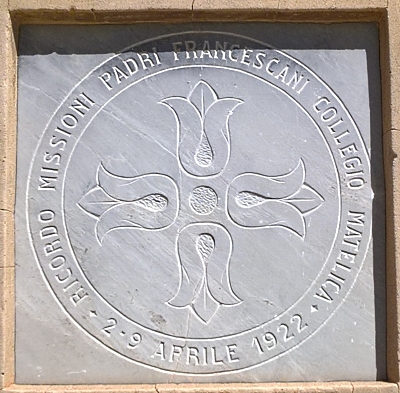 RICORDO MISSIONI PADRI FRANCESCANI COLLEGIO MATELICA
2-9 APRILE 1922